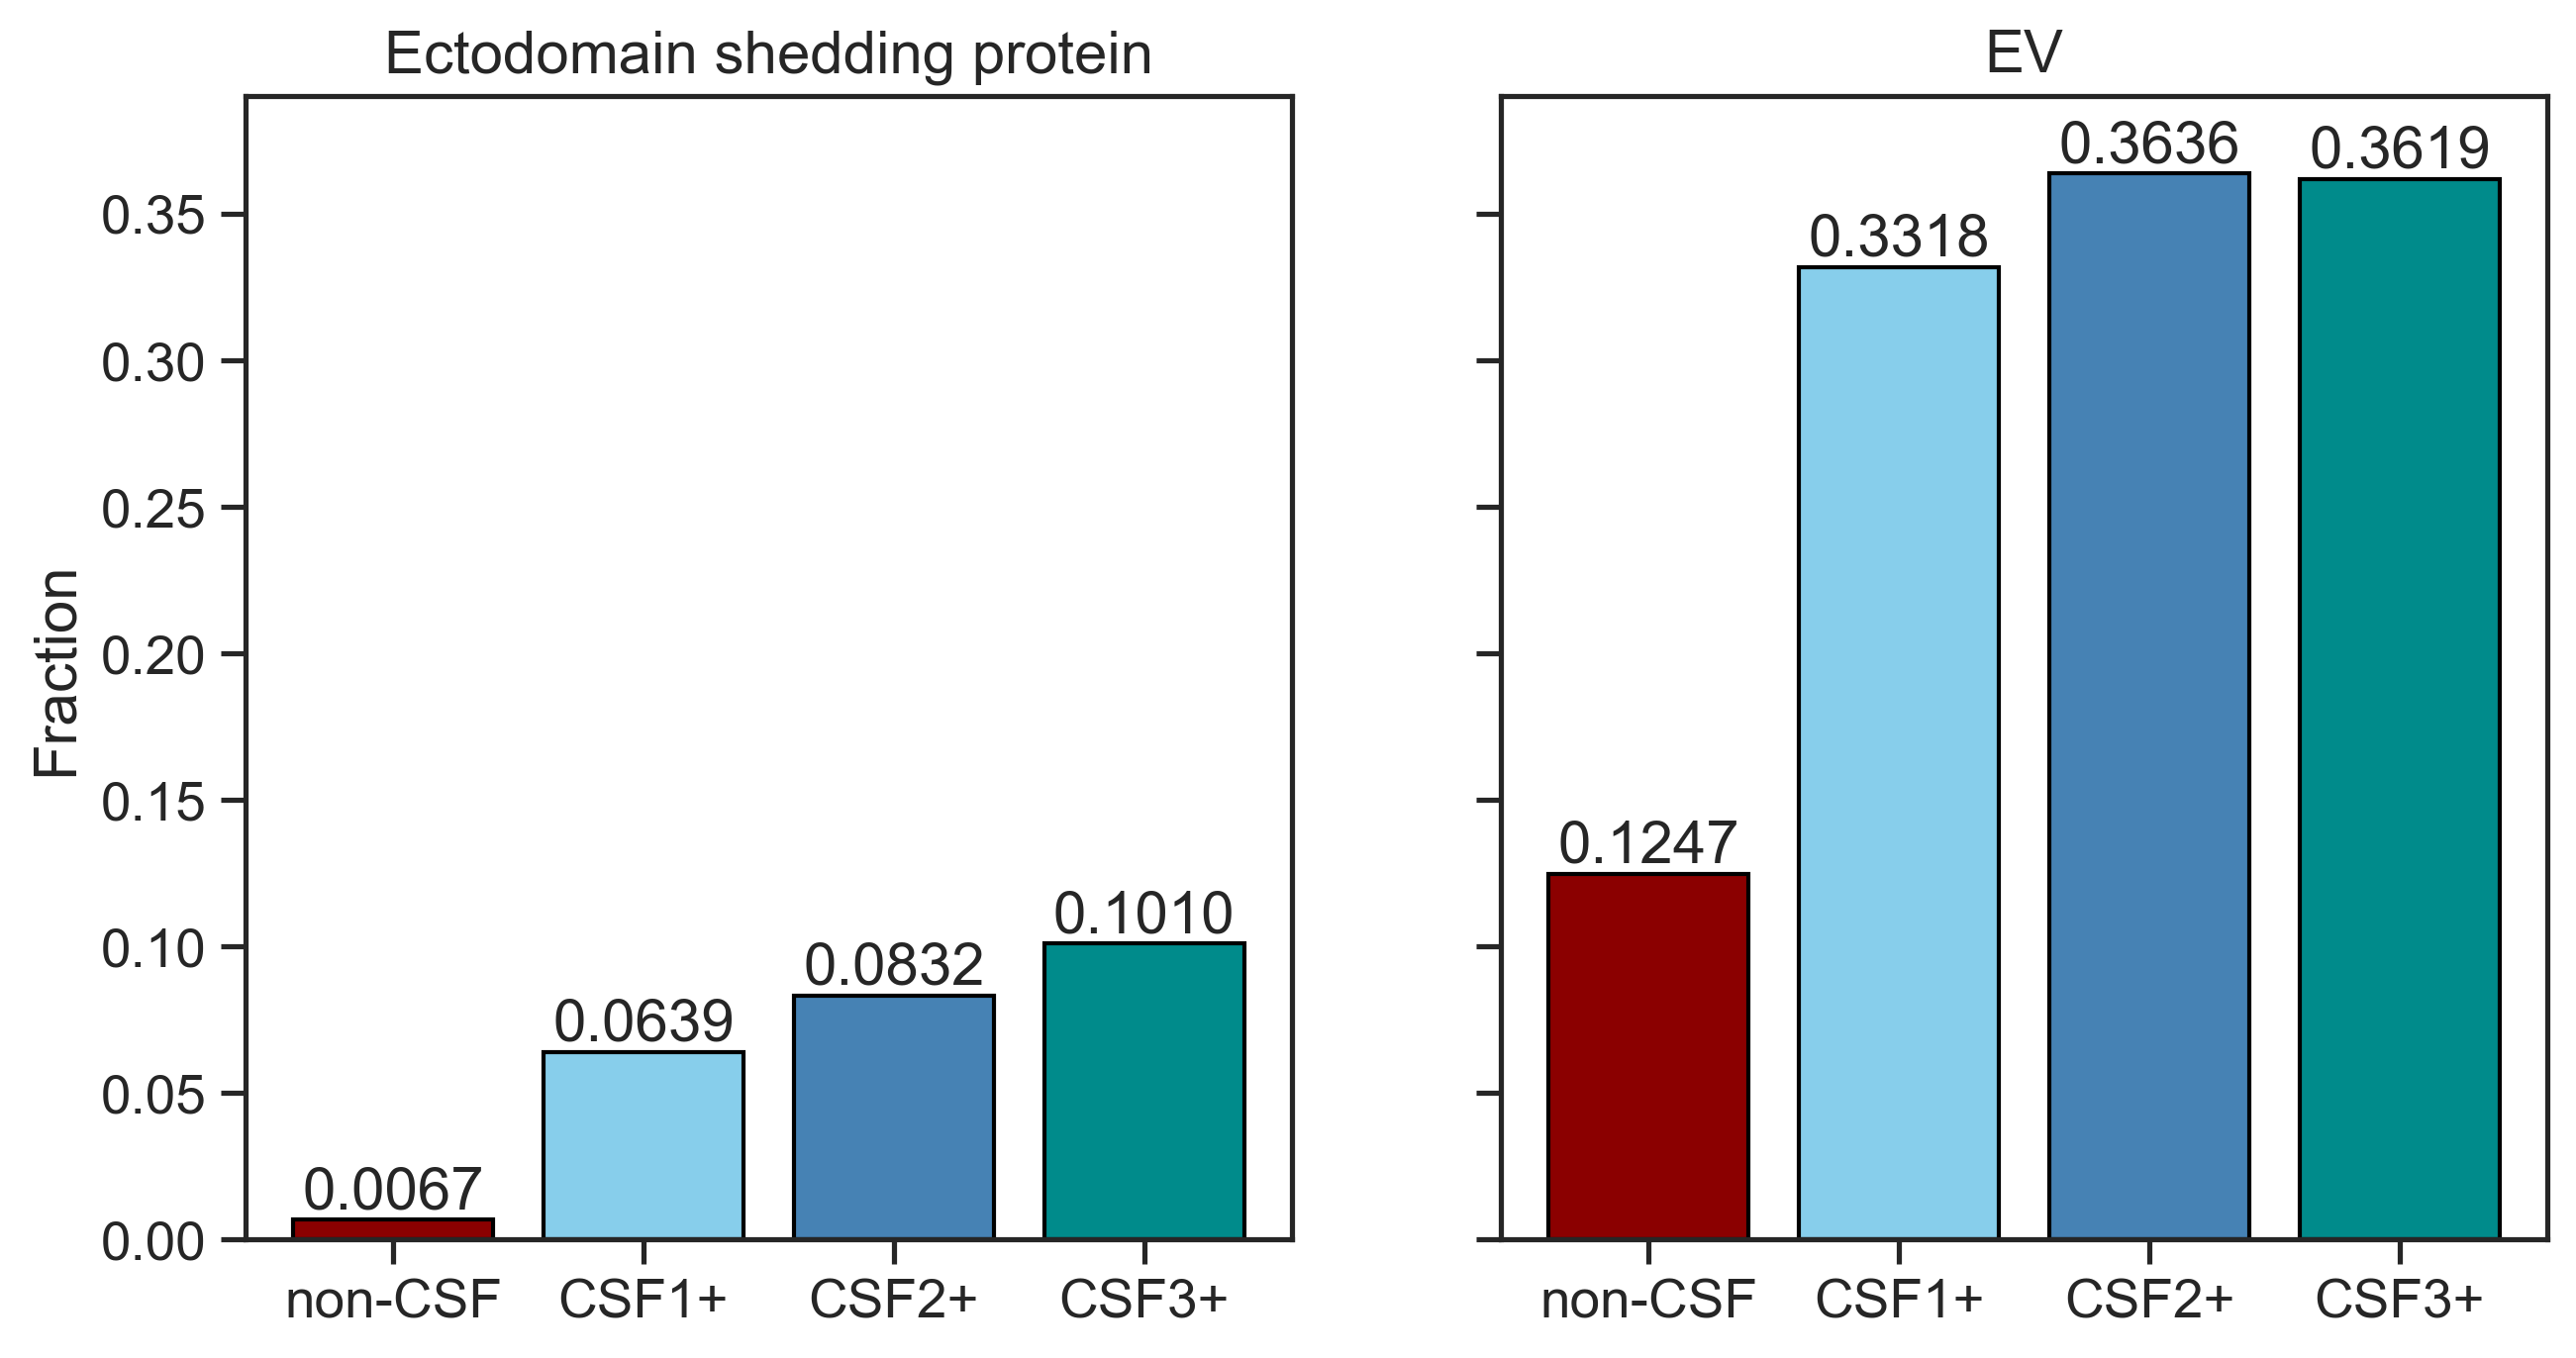 Ectodomain shedding protein
Fraction
0.35
0.30
0.25
0.20
0.15
0.10
0.05
0.00
0.0067
0.0639
0.0832
0.1010
non-CSF
CSF1+
CSF2+
CSF3+
EV
0.1247
0.3318
0.3636
0.3619
non-CSF
CSF1+
CSF2+
CSF3+